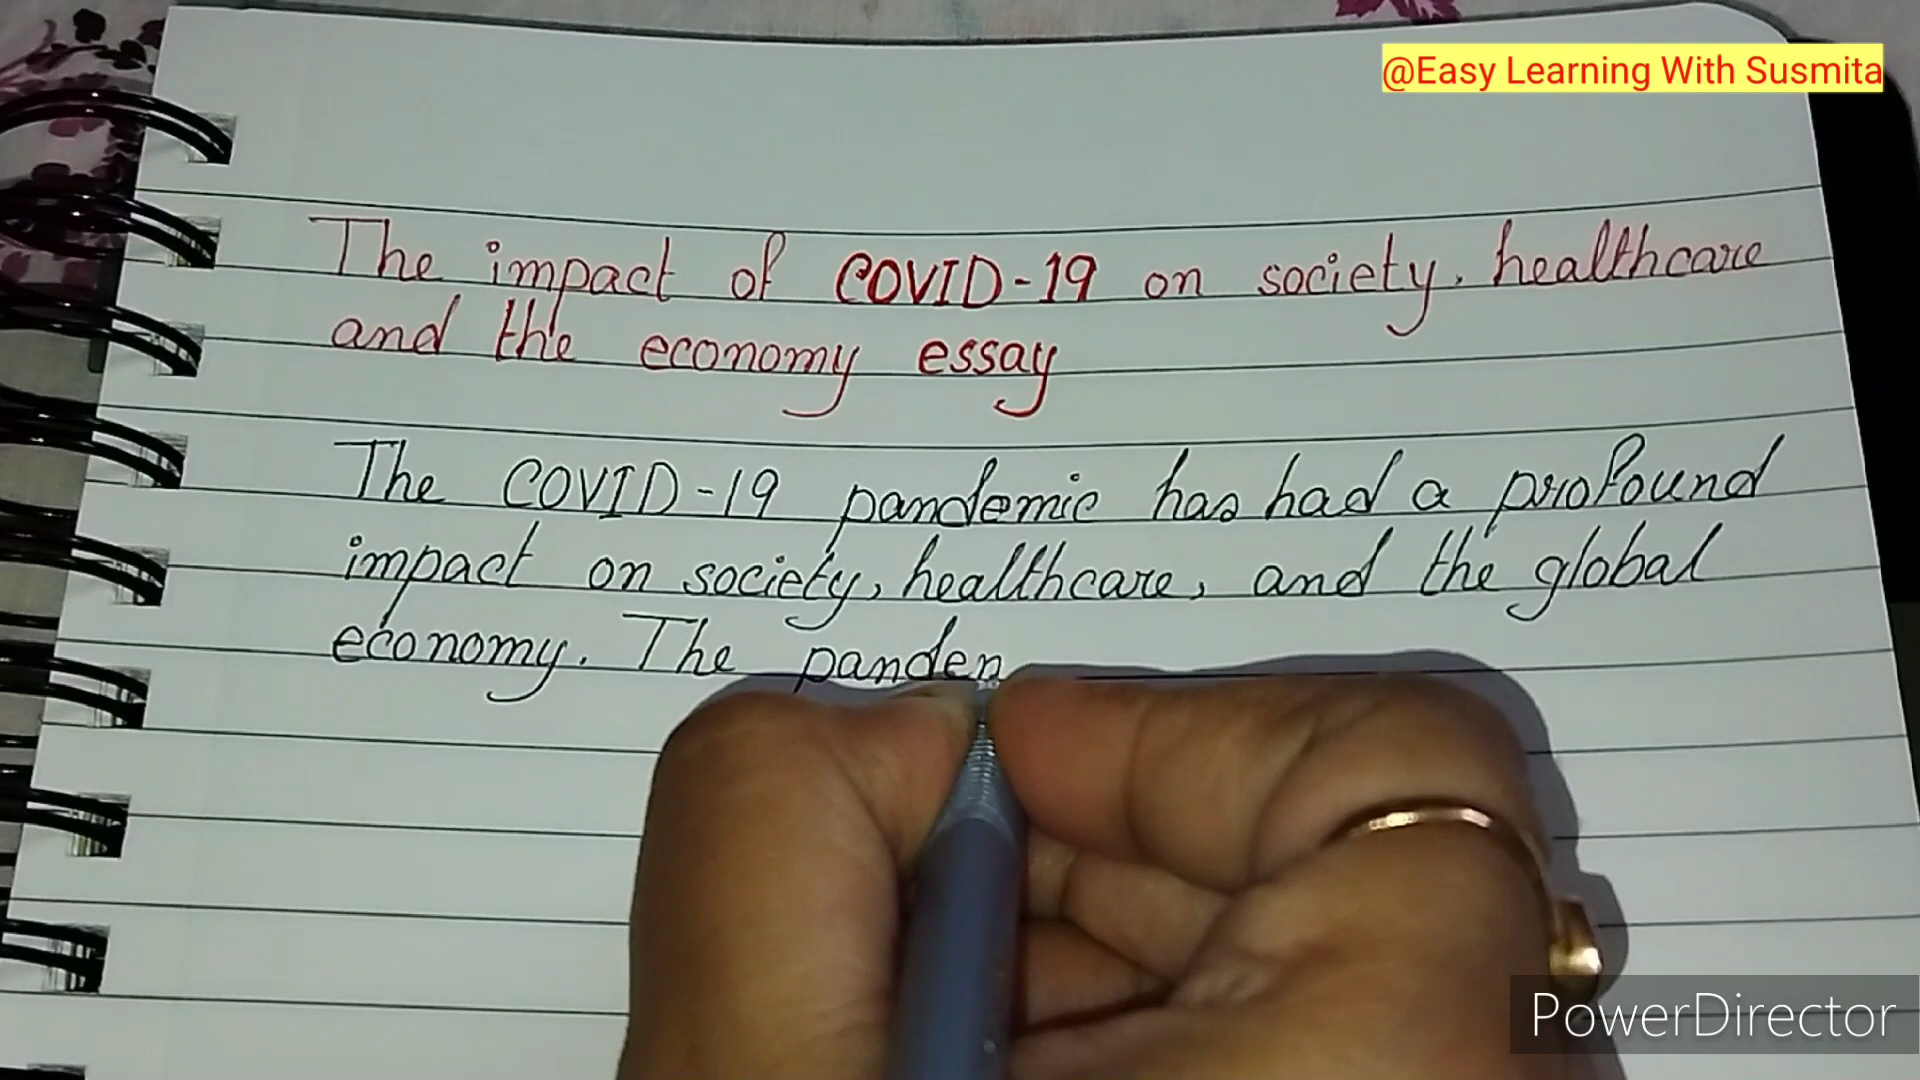 @Easy Learning With Susmita
The impact of COVID-19 on society, healthcare
and the economy essay
The COVID-19 pandemic has had a profound
impact on society, healthcare, and the global
economy. The panden
PowerDirector